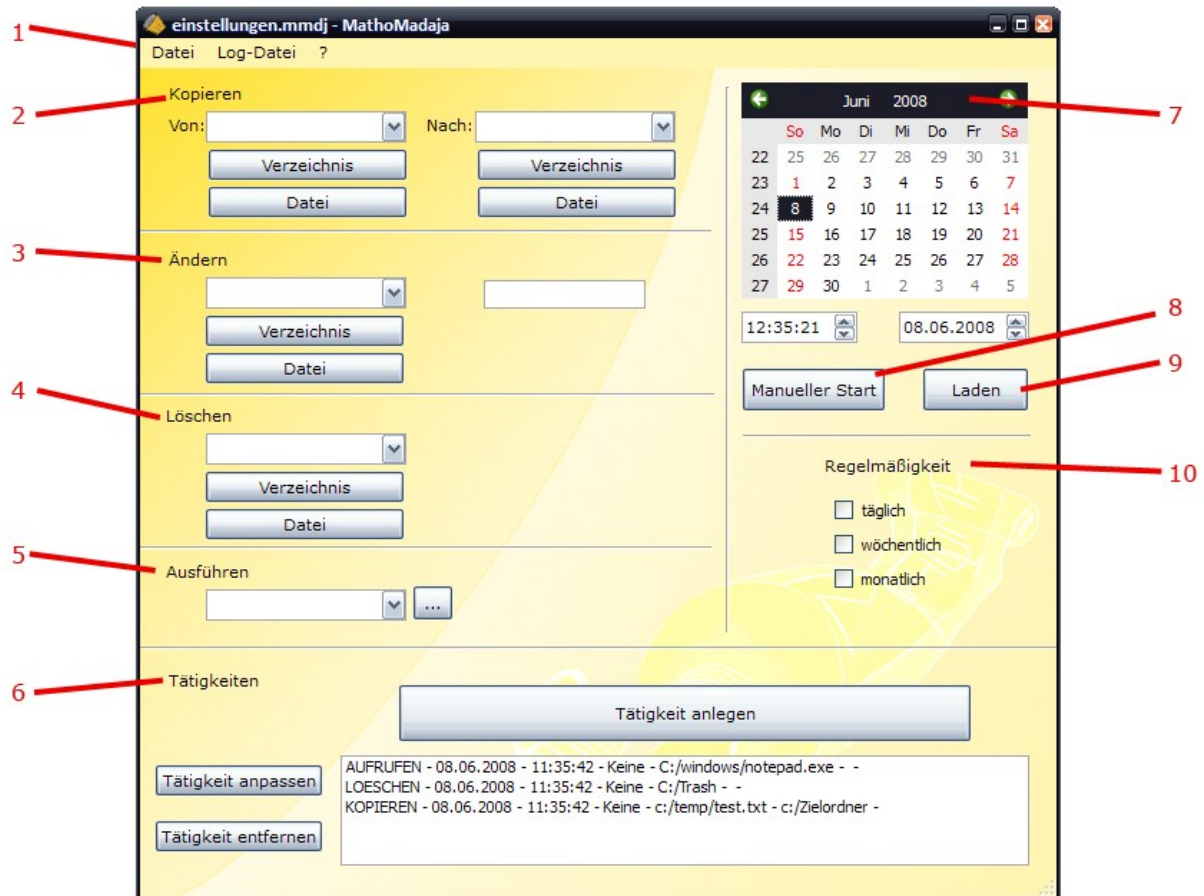 einstellungen.mmdj - MathoMadaja
1
Datei Log-Datei ?
2
Kopieren
Von:
Nach:
Verzeichnis
Verzeichnis
Datei
Datei
3
Ändern
Verzeichnis
Datei
4
Löschen
Verzeichnis
Datei
5
Ausführen
...
7
Juni 2008
So Mo Di Mi Do Fr Sa
22 25 26 27 28 29 30 31
23 1 2 3 4 5 6 7
24 8 9 10 11 12 13 14
25 15 16 17 18 19 20 21
26 22 23 24 25 26 27 28
27 29 30 1 2 3 4 5
12:35:21
08.06.2008
8
Manueller Start
Laden
9
Regelmäßigkeit
10
täglich
wöchentlich
monatlich
6
Tätigkeiten
Tätigkeit anlegen
Tätigkeit anpassen
Tätigkeit entfernen
AUFRUFEN - 08.06.2008 - 11:35:42 - Keine - C:/windows/notepad.exe - -
LOESCHEN - 08.06.2008 - 11:35:42 - Keine - C:/Trash - -
KOPIEREN - 08.06.2008 - 11:35:42 - Keine - c:/temp/test.txt - c:/Zielordner -